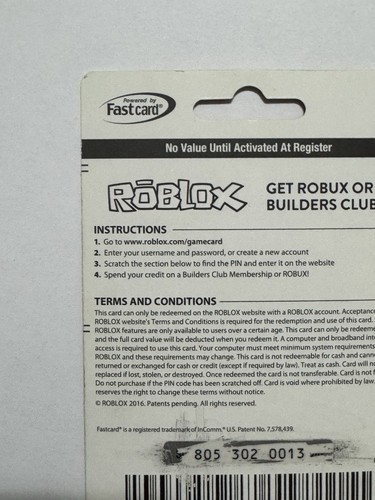 Powered by
Fastcard®
No Value Until Activated At Register
ROBLOX
GET ROBUX OR
BUILDERS CLUB
INSTRUCTIONS
1. Go to www.roblox.com/gamecard
2. Enter your username and password, or create a new account
3. Scratch the section below to find the PIN and enter it on the website
4. Spend your credit on a Builders Club Membership or ROBUX!
TERMS AND CONDITIONS
This card can only be redeemed on the ROBLOX website with a ROBLOX account. Acceptance
ROBLOX website's Terms and Conditions is required for the redemption and use of this card.
ROBLOX features are only available to users over a certain age. This card can only be redeeme
and the full card value will be deducted when you redeem it. A computer and broadband int
access is required to use this card. Your computer must meet minimum system requirements
ROBLOX and these requirements may change. This card is not redeemable for cash and cann
returned or exchanged for cash or credit (except if required by law). Treat as cash. Card will no
replaced if lost, stolen, or destroyed. Once redeemed the card is not transferable. Card is not
Do not purchase if the PIN code has been scratched off. Card is void where prohibited by law.
reserves the right to change these terms without notice.
© ROBLOX 2016. Patents pending. All rights reserved.
Fastcard® is a registered trademark of InComm.® U.S. Patent No. 7,578,439.
805 302 0013